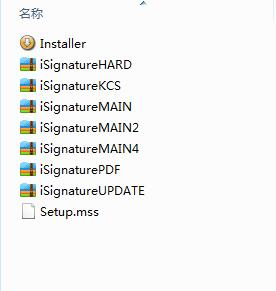 名称
Installer
iSignatureHARD
iSignatureKCS
iSignatureMAIN
iSignatureMAIN2
iSignatureMAIN4
iSignaturePDF
iSignatureUPDATE
Setup.mss